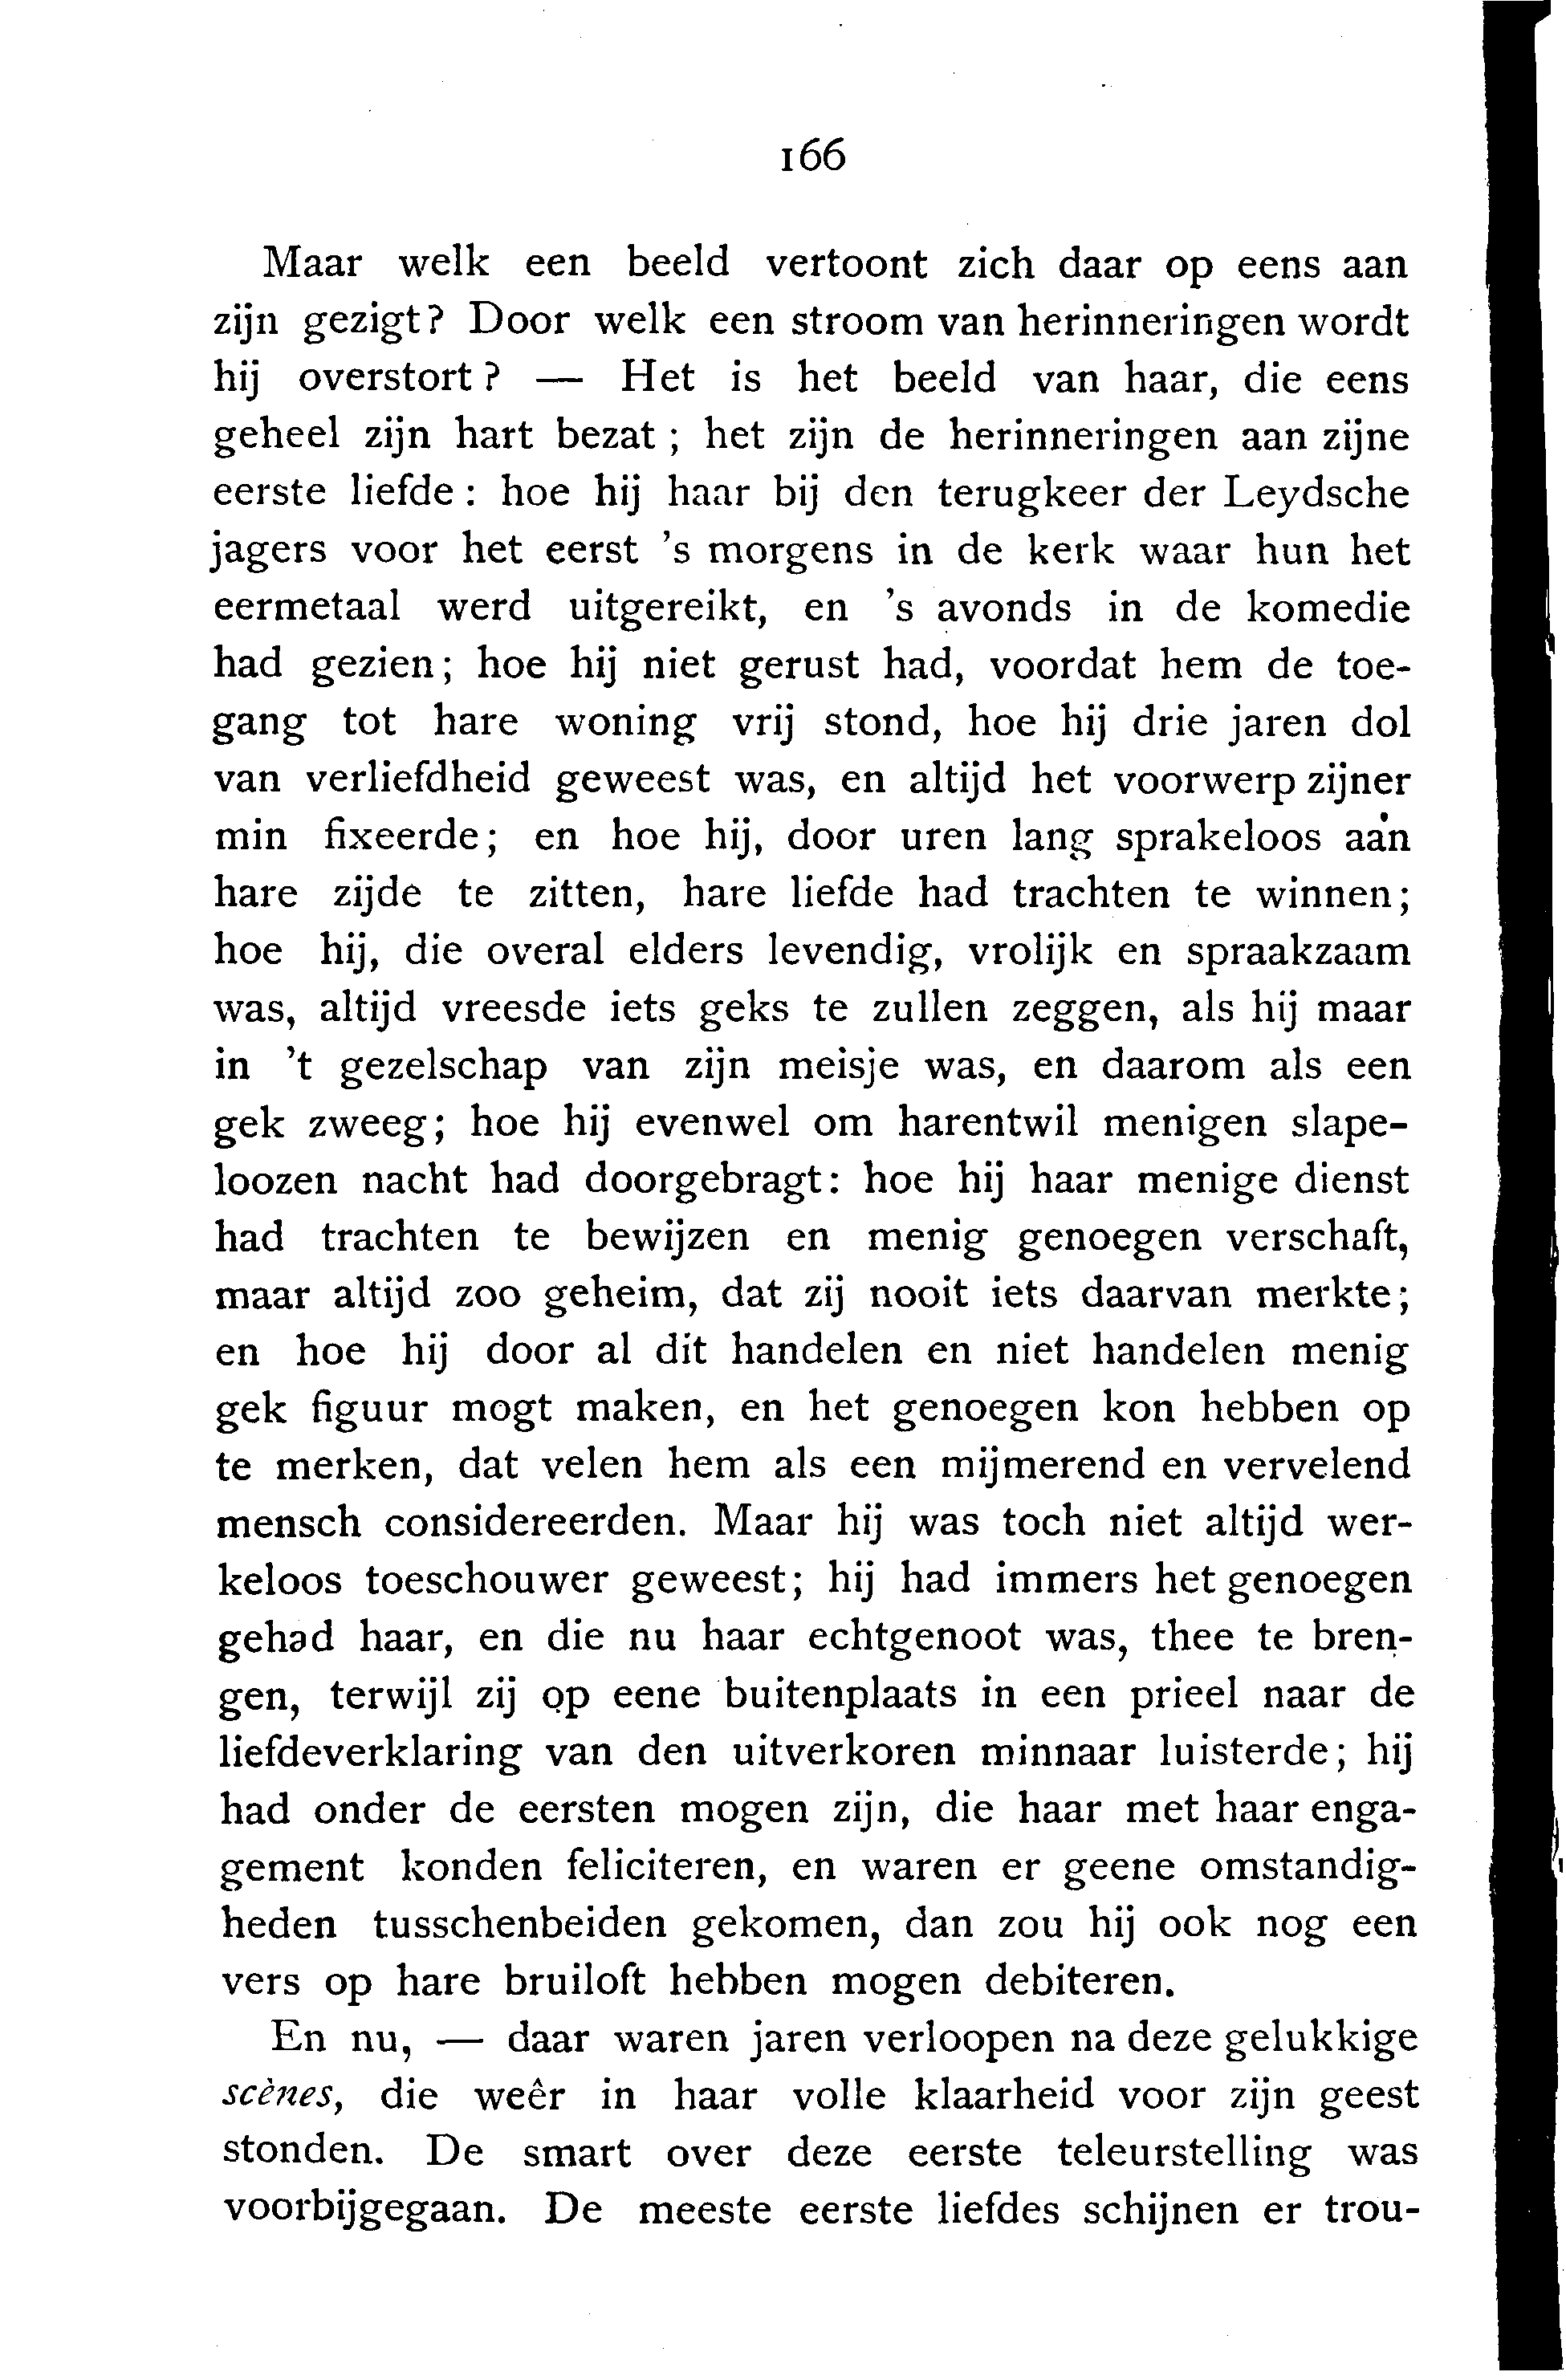 166
Maar welk een beeld vertoont zich daar op eens aan
zijn gezigt? Door welk een stroom van herinneringen wordt
hij overstort? — Het is het beeld van haar, die eens
geheel zijn hart bezat; het zijn de herinneringen aan zijne
eerste liefde: hoe hij haar bij den terugkeer der Leydsche
jagers voor het eerst 's morgens in de kerk waar hun het
eermetaal werd uitgereikt, en 's avonds in de komedie
had gezien; hoe hij niet gerust had, voordat hem de toe-
gang tot hare woning vrij stond, hoe hij drie jaren dol
van verliefdheid geweest was, en altijd het voorwerp zijner
min fixeerde; en hoe hij, door uren lang sprakeloos aan
hare zijde te zitten, hare liefde had trachten te winnen;
hoe hij, die overal elders levendig, vrolijk en spraakzaam
was, altijd vreesde iets geks te zullen zeggen, als hij maar
in 't gezelschap van zijn meisje was, en daarom als een
gek zweeg; hoe hij evenwel om harentwil menigen slape-
loozen nacht had doorgebragt: hoe hij haar menige dienst
had trachten te bewijzen en menig genoegen verschaft,
maar altijd zoo geheim, dat zij nooit iets daarvan merkte;
en hoe hij door al dit handelen en niet handelen menig
gek figuur mogt maken, en het genoegen kon hebben op
te merken, dat velen hem als een mijmerend en vervelend
mensch considereerden. Maar hij was toch niet altijd wer-
keloos toeschouwer geweest; hij had immers het genoegen
gehad haar, en die nu haar echtgenoot was, thee te bren-
gen, terwijl zij op eene buitenplaats in een prieel naar de
liefdeverklaring van den uitverkoren minnaar luisterde; hij
had onder de eersten mogen zijn, die haar met haar enga-
gement konden feliciteren, en waren er geene omstandig-
heden tusschenbeiden gekomen, dan zou hij ook nog een
vers op hare bruiloft hebben mogen debiteren.
En nu, — daar waren jaren verloopen na deze gelukkige
scènes, die weêr in haar volle klaarheid voor zijn geest
stonden. De smart over deze eerste teleurstelling was
voorbijgegaan. De meeste eerste liefdes schijnen er trou-